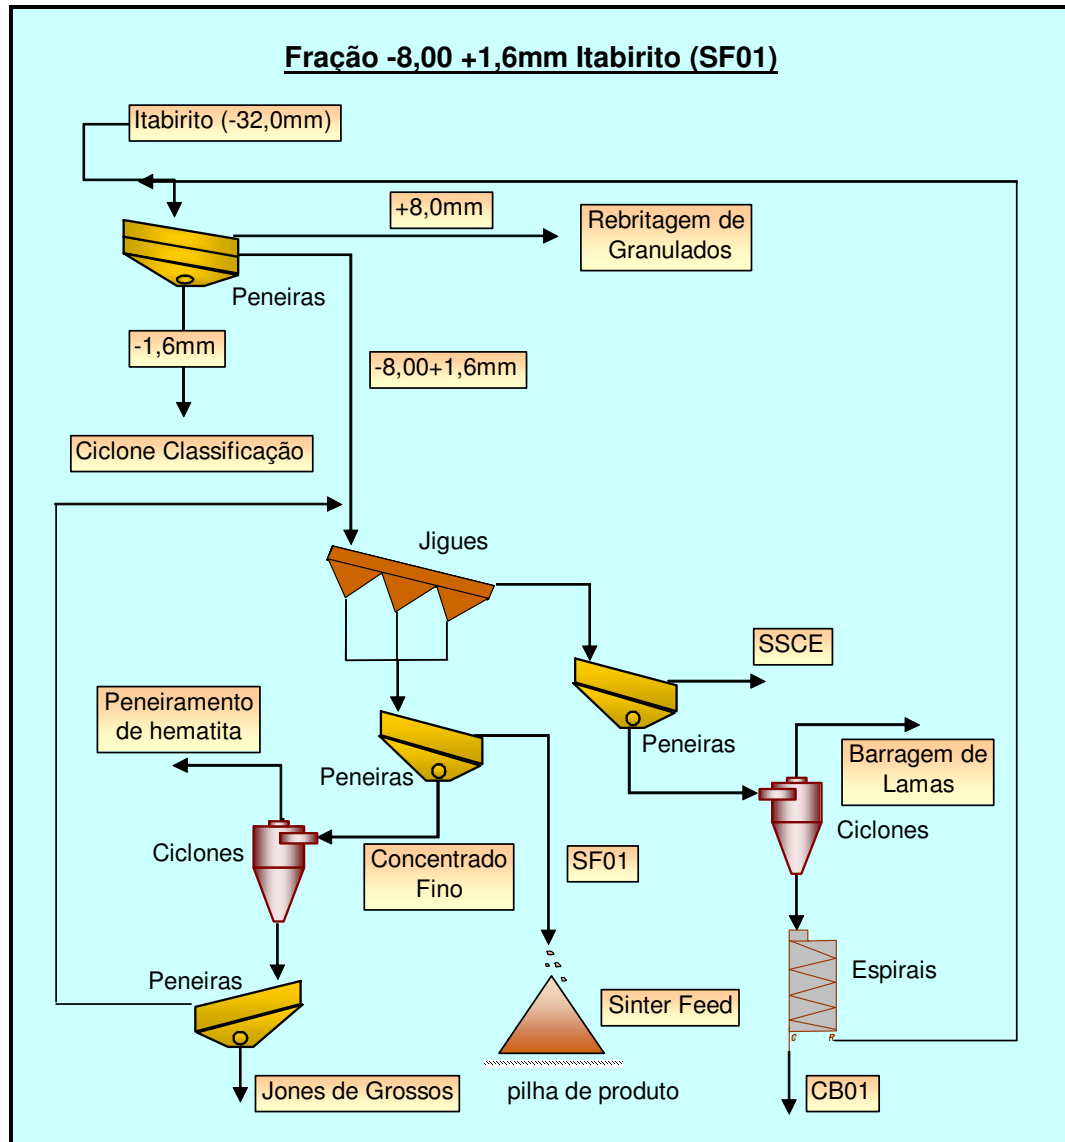 Fração -8,00 +1,6mm Itabirito (SF01)
Itabirito (-32,0mm)
+8,0mm
Rebritagem de
Granulados
Peneiras
-1,6mm
-8,00+1,6mm
Ciclone Classificação
Jigues
SSCE
Peneiramento
de hematita
Peneiras
Peneiras
Barragem de
Lamas
Ciclones
Ciclones
Concentrado
Fino
SF01
Peneiras
Espirais
Sinter Feed
C R
Jones de Grossos
pilha de produto
CB01